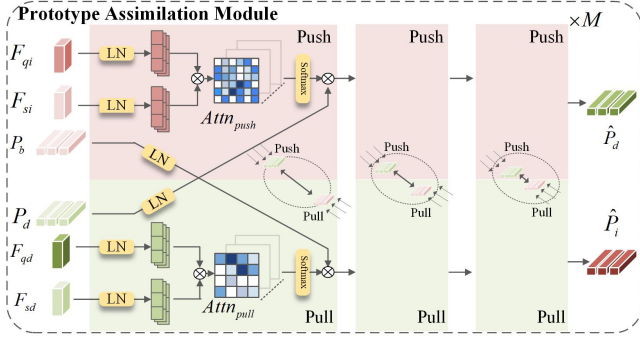 Prototype Assimilation Module
×M
Push
Push
Push
F_qi
LN
Softmax
F_si
LN
Attn_push
P̂_d
P_b
LN
Push
Push
Push
P_d
LN
Pull
Pull
Pull
P̂_i
F_qd
LN
Softmax
F_sd
LN
Attn_pull
Pull
Pull
Pull